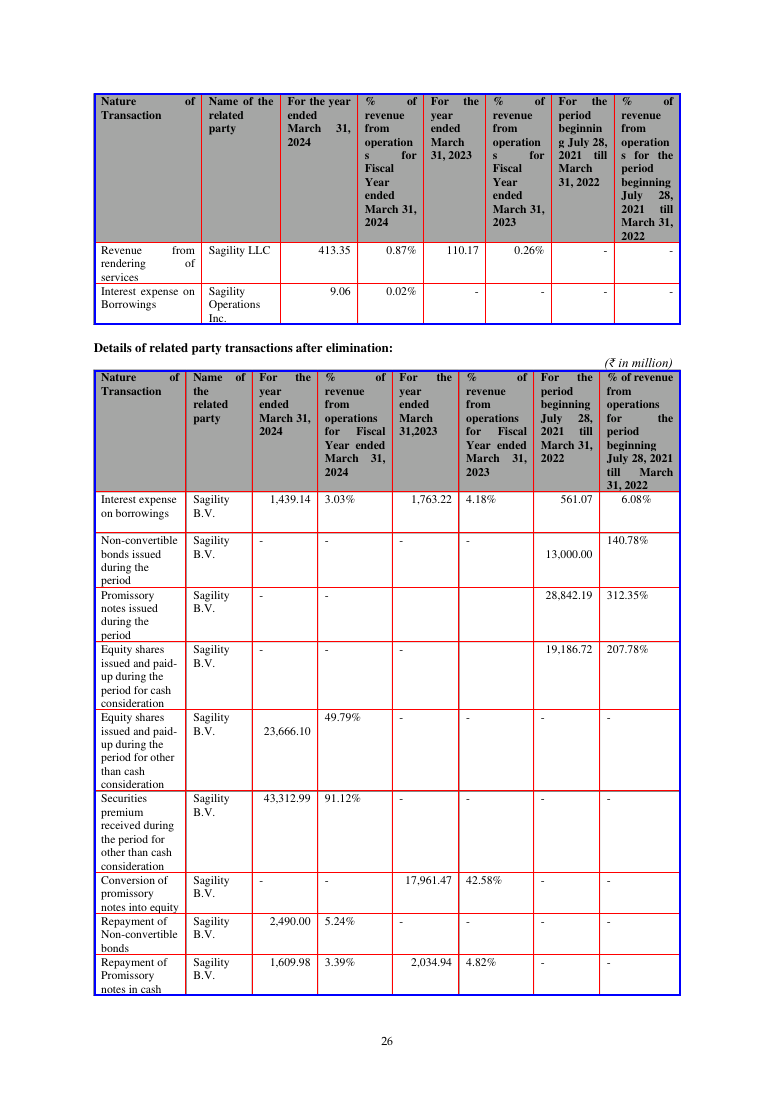 Nature of Transaction | Name of the related party | For the year ended March 31, 2024 | % of revenue from operations for Fiscal Year ended March 31, 2024 | For the year ended March 31, 2023 | % of revenue from operations for Fiscal Year ended March 31, 2023 | For the period beginning July 28, 2021 till March 31, 2022 | % of revenue from operations for the period beginning July 28, 2021 till March 31, 2022
Revenue from rendering of services | Sagility LLC | 413.35 | 0.87% | 110.17 | 0.26% | - | -
Interest expense on Borrowings | Sagility Operations Inc. | 9.06 | 0.02% | - | - | - | -
Details of related party transactions after elimination:
(₹ in million)
Nature of Transaction | Name of the related party | For the year ended March 31, 2024 | % of revenue from operations for Fiscal Year ended March 31, 2024 | For the year ended March 31,2023 | % of revenue from operations for Fiscal Year ended March 31, 2023 | For the period beginning July 28, 2021 till March 31, 2022 | % of revenue from operations for the period beginning July 28, 2021 till March 31, 2022
Interest expense on borrowings | Sagility B.V. | 1,439.14 | 3.03% | 1,763.22 | 4.18% | 561.07 | 6.08%
Non-convertible bonds issued during the period | Sagility B.V. | - | - | - | - | 13,000.00 | 140.78%
Promissory notes issued during the period | Sagility B.V. | - | - | | | 28,842.19 | 312.35%
Equity shares issued and paid-up during the period for cash consideration | Sagility B.V. | - | - | - | | 19,186.72 | 207.78%
Equity shares issued and paid-up during the period for other than cash consideration | Sagility B.V. | 23,666.10 | 49.79% | - | - | - | -
Securities premium received during the period for other than cash consideration | Sagility B.V. | 43,312.99 | 91.12% | - | - | - | -
Conversion of promissory notes into equity | Sagility B.V. | - | - | 17,961.47 | 42.58% | - | -
Repayment of Non-convertible bonds | Sagility B.V. | 2,490.00 | 5.24% | - | - | - | -
Repayment of Promissory notes in cash | Sagility B.V. | 1,609.98 | 3.39% | 2,034.94 | 4.82% | - | -
26